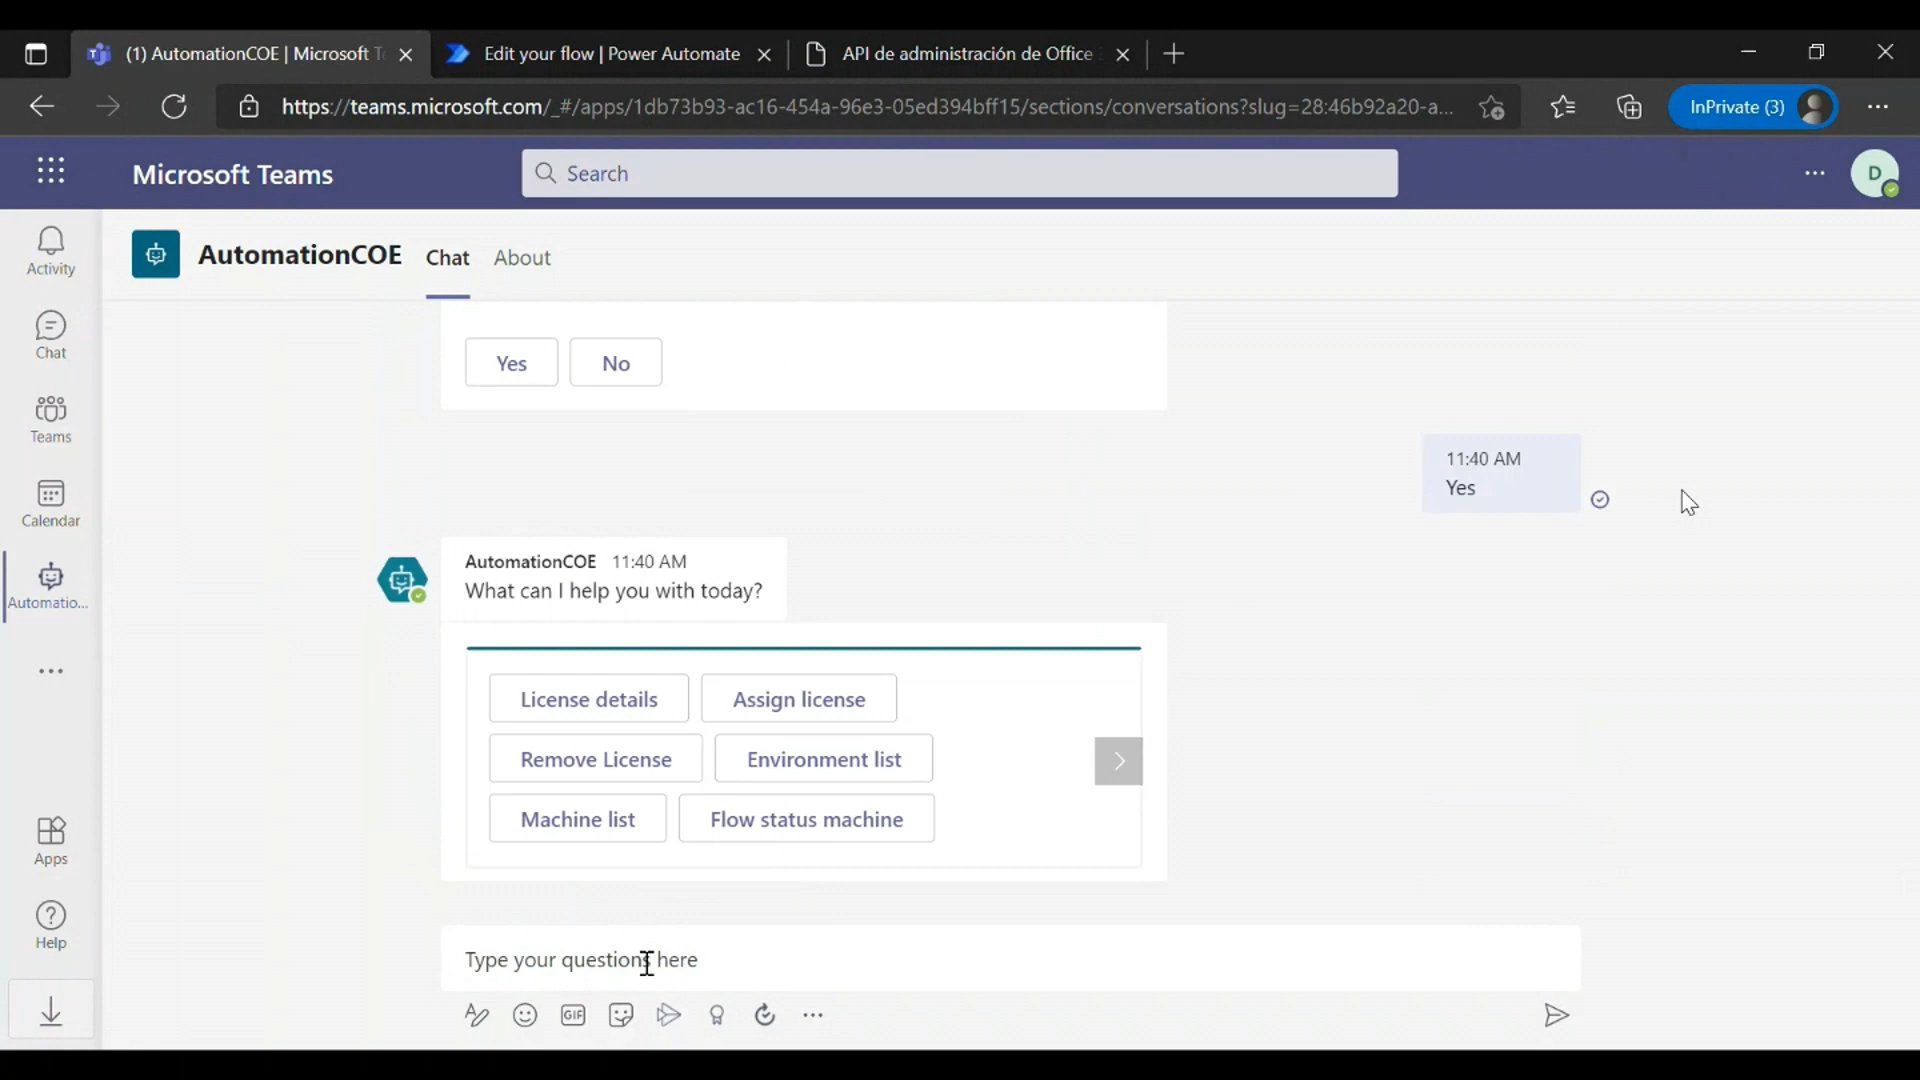 (1) AutomationCOE | Microsoft Te
Edit your flow | Power Automate
API de administración de Office
https://teams.microsoft.com/_#/apps/1db73b93-ac16-454a-96e3-05ed394bff15/sections/conversations?slug=28:46b92a20-a...
InPrivate (3)
Microsoft Teams
Search
D
Activity
Chat
Teams
Calendar
Automatio...
Apps
Help
AutomationCOE
Chat
About
Yes
No
11:40 AM
Yes
AutomationCOE 11:40 AM
What can I help you with today?
License details
Assign license
Remove License
Environment list
Machine list
Flow status machine
Type your questions here
GIF